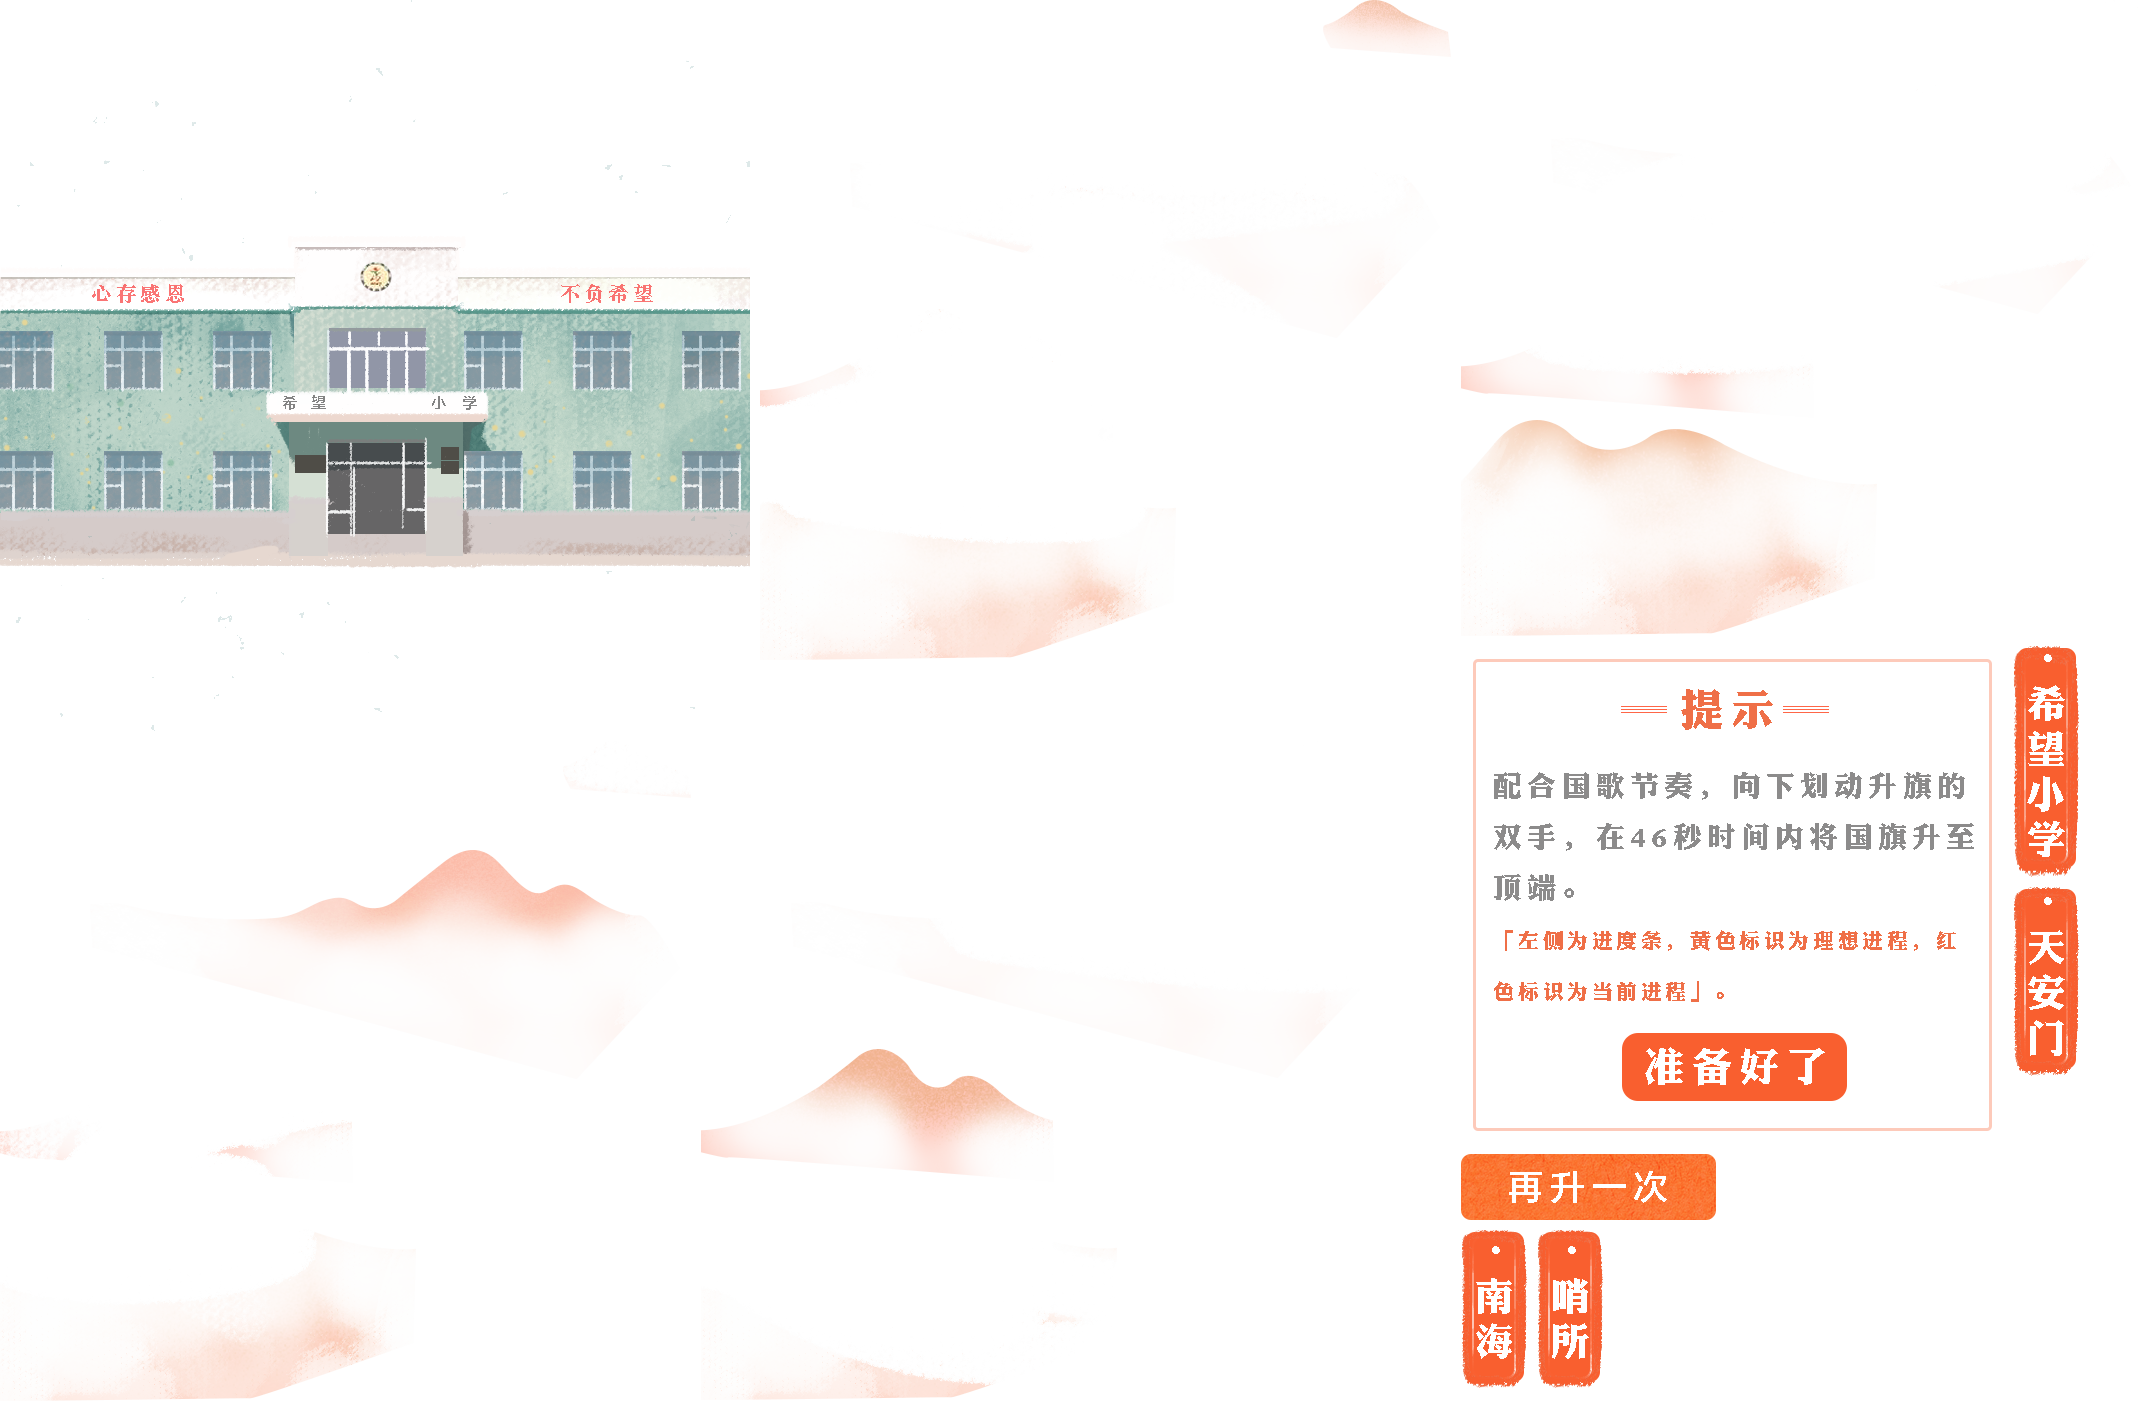 心存感恩
不负希望
希望 小学
提示
配合国歌节奏，向下划动升旗的
双手，在46秒时间内将国旗升至
顶端。
「左侧为进度条，黄色标识为理想进程，红
色标识为当前进程」。
准备好了
希望小学
天安门
再升一次
南海
哨所